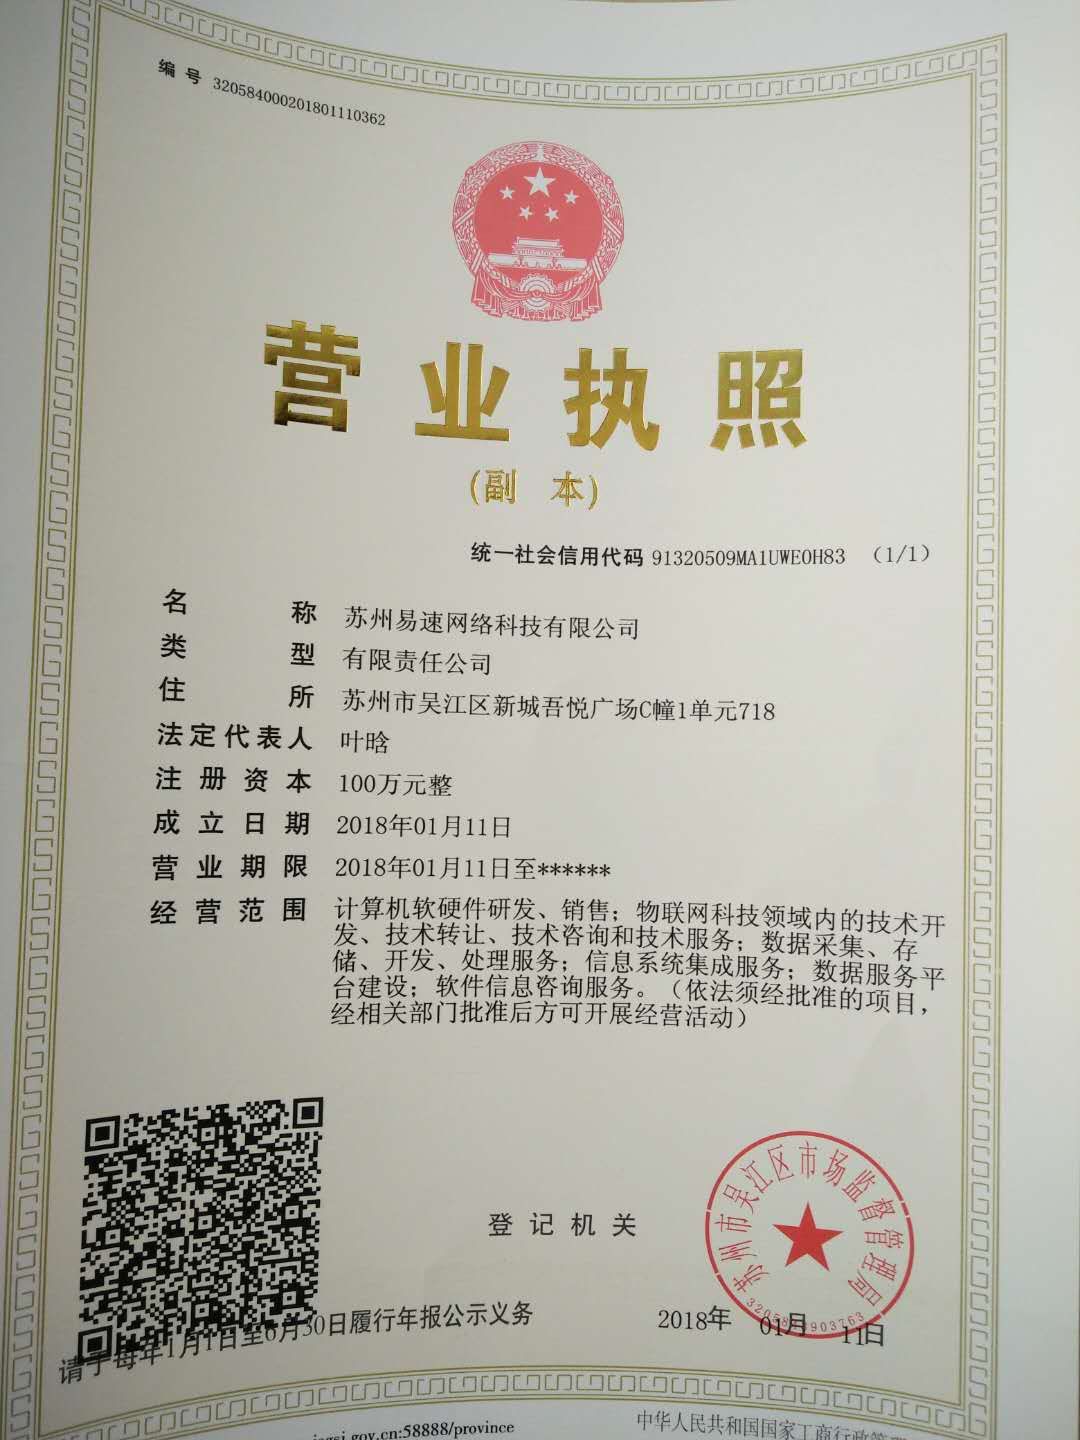 编 号 320584000201801110362
营业执照
(副 本)
统一社会信用代码 91320509MA1UWE0H83 （1/1）
名 称 苏州易速网络科技有限公司
类 型 有限责任公司
住 所 苏州市吴江区新城吾悦广场C幢1单元718
法定代表人 叶晗
注册资本 100万元整
成立日期 2018年01月11日
营业期限 2018年01月11日至******
经营范围 计算机软硬件研发、销售；物联网科技领域内的技术开
发、技术转让、技术咨询和技术服务；数据采集、存
储、开发、处理服务；信息系统集成服务；数据服务平
台建设；软件信息咨询服务。（依法须经批准的项目，
经相关部门批准后方可开展经营活动）
登记机关
苏州市吴江区市场监督管理局
2018年 01月 11日
请于每年1月1日至6月30日履行年报公示义务
gov.cn:58888/province
中华人民共和国国家工商行政管